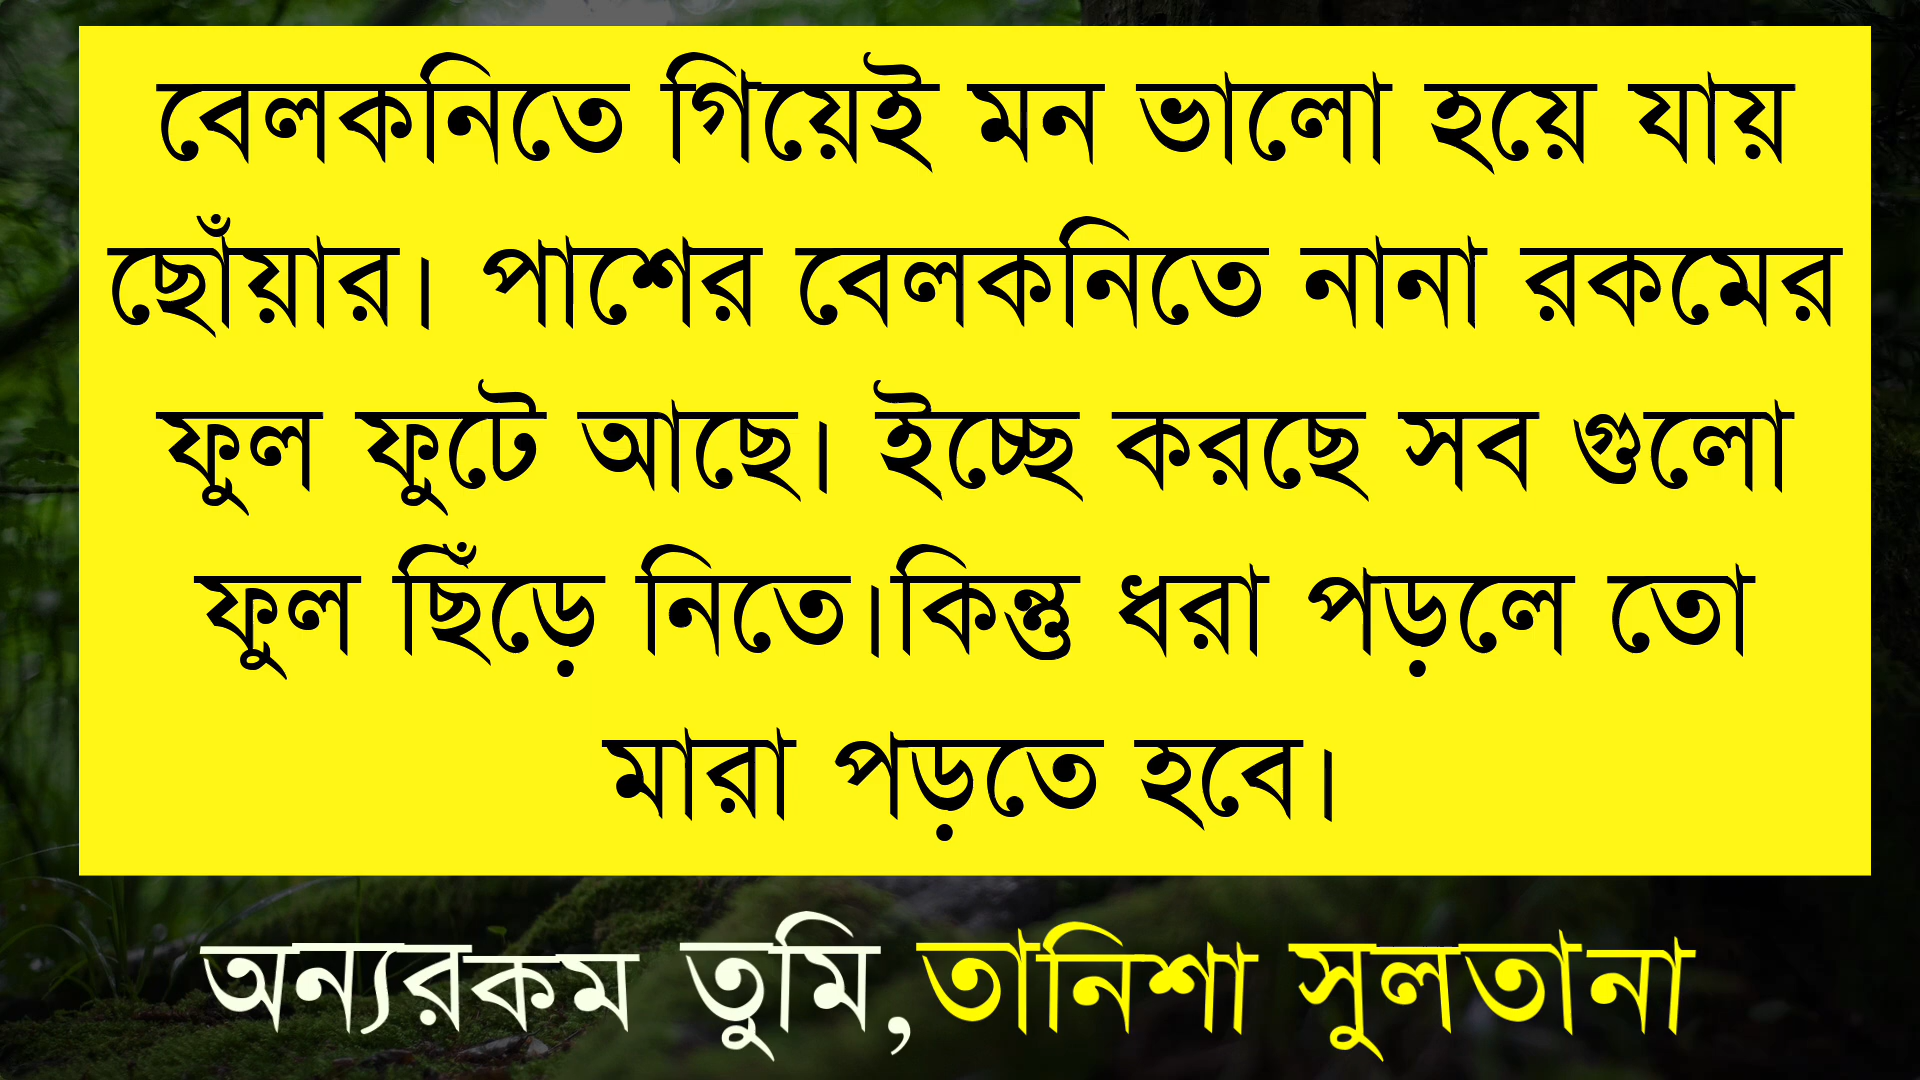 বেলকনিতে গিয়েই মন ভালো হয়ে যায়
ছোঁয়ার। পাশের বেলকনিতে নানা রকমের
ফুল ফুটে আছে। ইচ্ছে করছে সব গুলো
ফুল ছিঁড়ে নিতে।কিন্তু ধরা পড়লে তো
মারা পড়তে হবে।
অন্যরকম তুমি,তানিশা সুলতানা